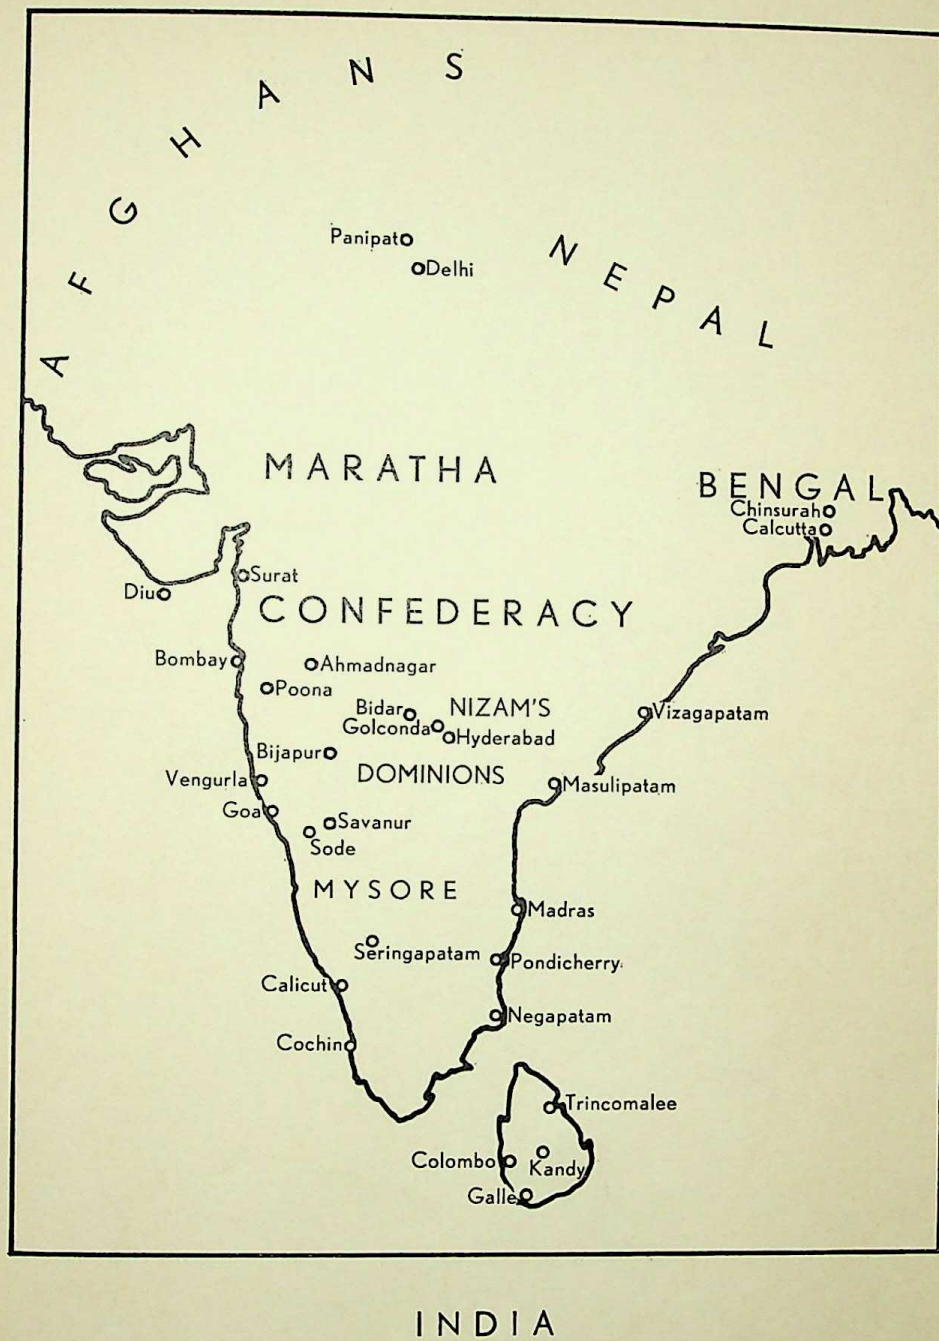 AFGHANS
Panipat
Delhi
NEPAL
MARATHA
BENGAL
Chinsurah
Calcutta
Surat
Diu
CONFEDERACY
Bombay
Ahmadnagar
Poona
Bidar
NIZAM'S
Golconda
Vizagapatam
Hyderabad
Bijapur
DOMINIONS
Vengurla
Masulipatam
Goa
Savanur
Sode
MYSORE
Madras
Seringapatam
Pondicherry
Calicut
Negapatam
Cochin
Trincomalee
Colombo
Kandy
Galle
INDIA